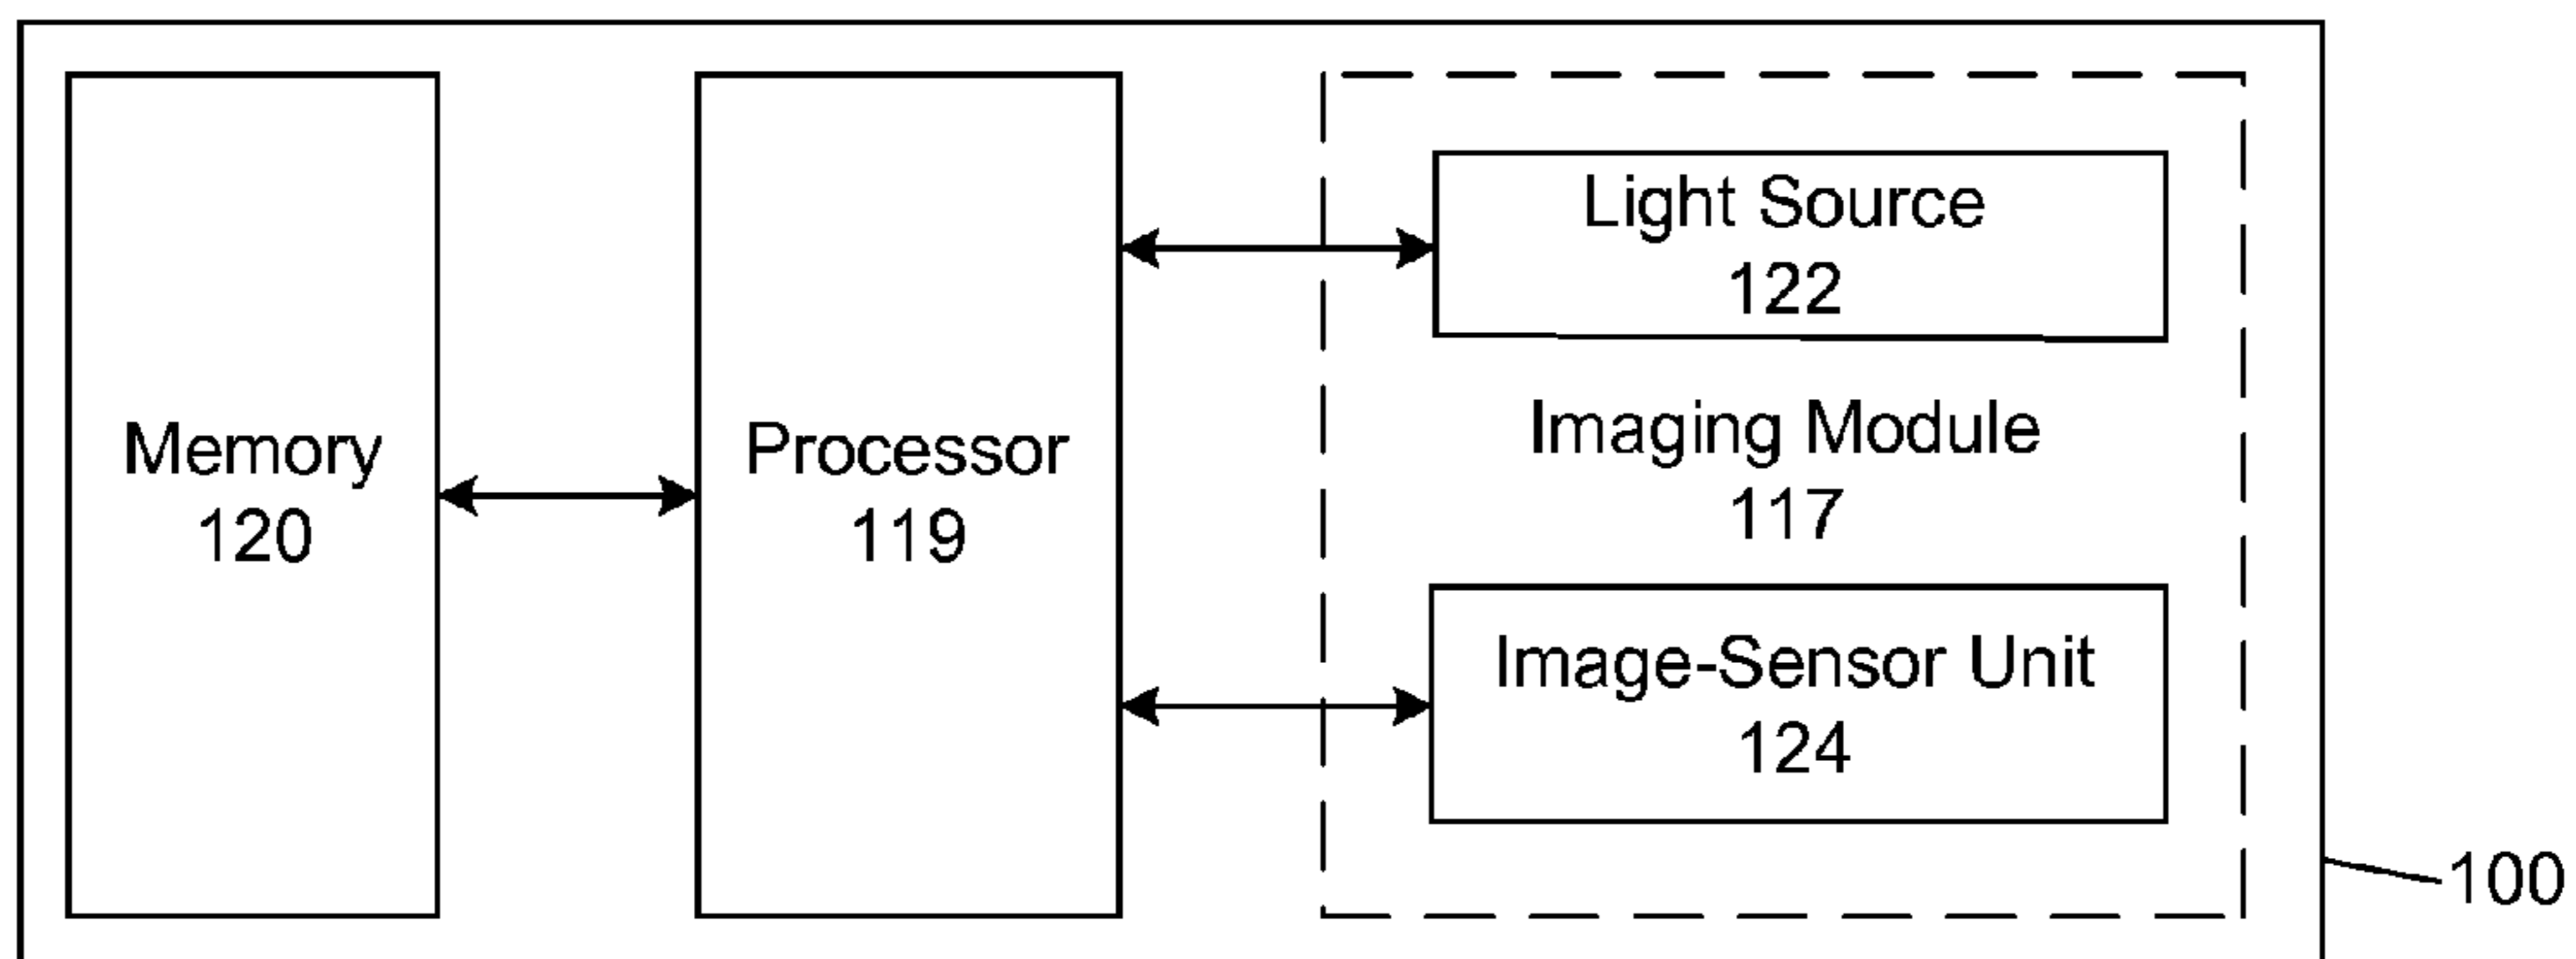 Memory
120
Processor
119
Light Source
122
Imaging Module
117
Image-Sensor Unit
124
100